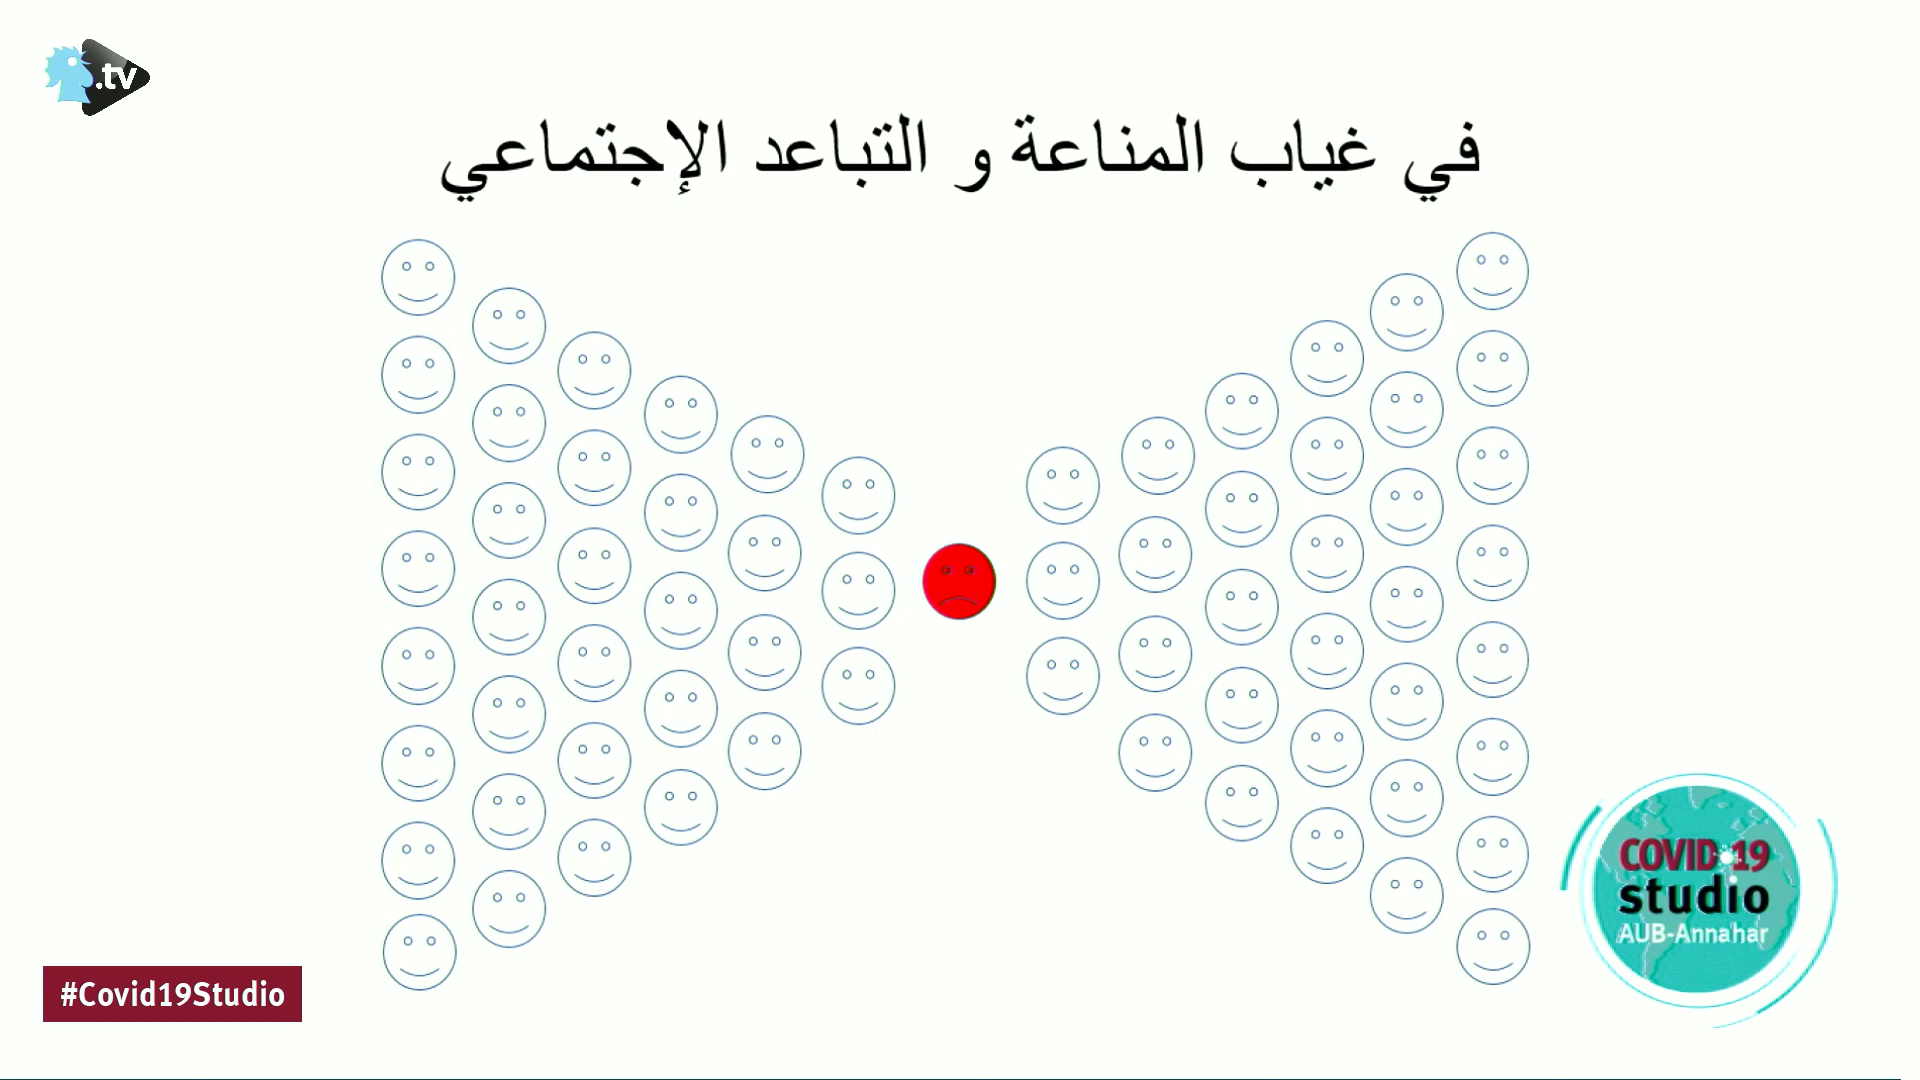 .tv
في غياب المناعة و التباعد الإجتماعي
COVID 19
studio
AUB-Annahar
#Covid19Studio